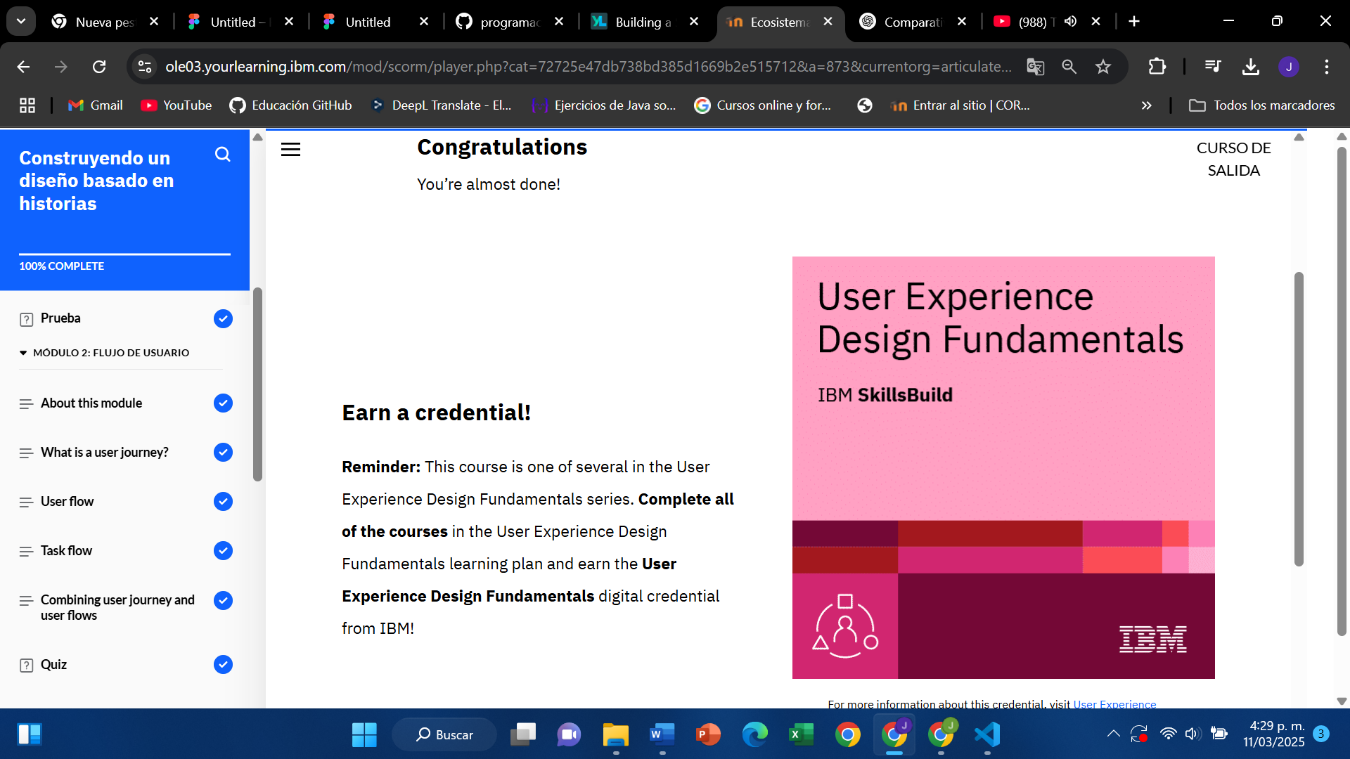 Nueva pes
Untitled –
Untitled
programac
Building a
Ecosistema
Comparati
(988) T
ole03.yourlearning.ibm.com/mod/scorm/player.php?cat=72725e47db738bd385d1669b2e515712&a=873&currentorg=articulate...
J
Gmail
YouTube
Educación GitHub
DeepL Translate - El...
Ejercicios de Java so...
Cursos online y for...
Entrar al sitio | COR...
Todos los marcadores
Construyendo un
diseño basado en
historias
100% COMPLETE
Prueba
MÓDULO 2: FLUJO DE USUARIO
About this module
What is a user journey?
User flow
Task flow
Combining user journey and
user flows
Quiz
Congratulations
You’re almost done!
CURSO DE
SALIDA
Earn a credential!
Reminder: This course is one of several in the User
Experience Design Fundamentals series. Complete all
of the courses in the User Experience Design
Fundamentals learning plan and earn the User
Experience Design Fundamentals digital credential
from IBM!
User Experience
Design Fundamentals
IBM SkillsBuild
IBM
For more information about this credential, visit User Experience
Buscar
4:29 p. m.
11/03/2025
3